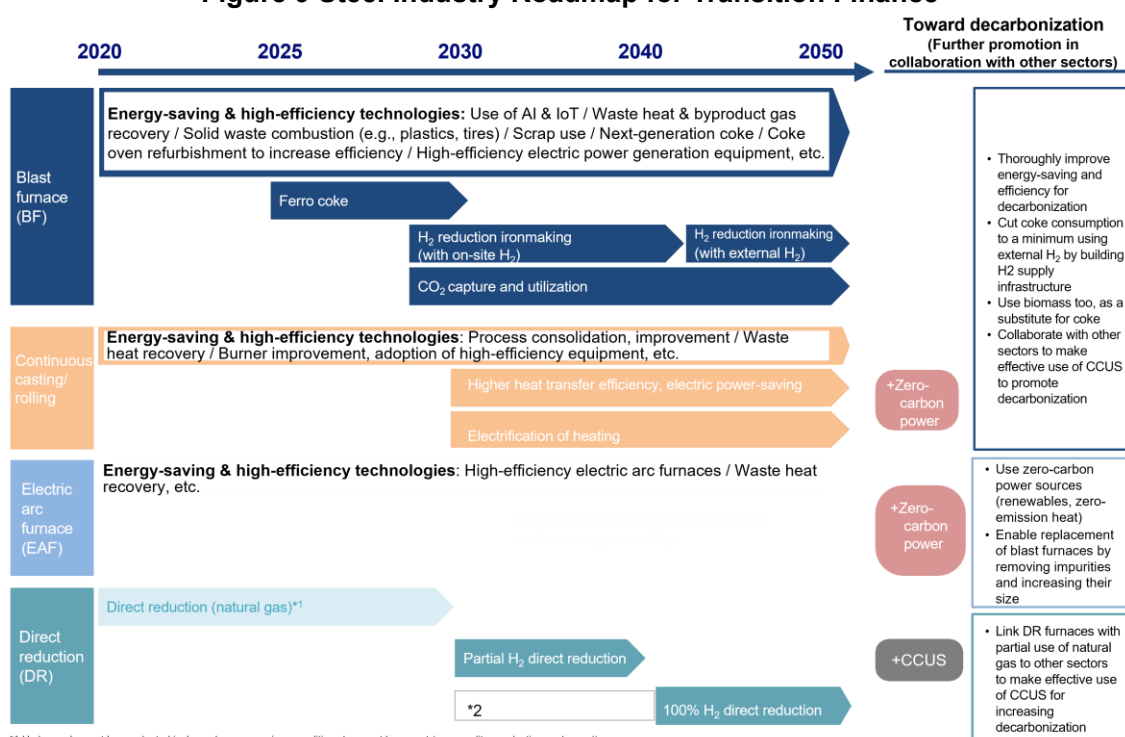 Figure 9 Steel Industry Roadmap for Transition Finance
Toward decarbonization
(Further promotion in
collaboration with other sectors)
2020
2025
2030
2040
2050
Blast
furnace
(BF)
Energy-saving & high-efficiency technologies: Use of AI & IoT / Waste heat & byproduct gas
recovery / Solid waste combustion (e.g., plastics, tires) / Scrap use / Next-generation coke / Coke
oven refurbishment to increase efficiency / High-efficiency electric power generation equipment, etc.
Ferro coke
H2 reduction ironmaking
(with on-site H2)
H2 reduction ironmaking
(with external H2)
CO2 capture and utilization
• Thoroughly improve
energy-saving and
efficiency for
decarbonization
• Cut coke consumption
to a minimum using
external H2 by building
H2 supply
infrastructure
• Use biomass too, as a
substitute for coke
• Collaborate with other
sectors to make
effective use of CCUS
to promote
decarbonization
Continuous
casting/
rolling
Energy-saving & high-efficiency technologies: Process consolidation, improvement / Waste
heat recovery / Burner improvement, adoption of high-efficiency equipment, etc.
Higher heat transfer efficiency, electric power-saving
Electrification of heating
+Zero-
carbon
power
Electric
arc
furnace
(EAF)
Energy-saving & high-efficiency technologies: High-efficiency electric arc furnaces / Waste heat
recovery, etc.
+Zero-
carbon
power
• Use zero-carbon
power sources
(renewables, zero-
emission heat)
• Enable replacement
of blast furnaces by
removing impurities
and increasing their
size
Direct
reduction
(DR)
Direct reduction (natural gas)*1
Partial H2 direct reduction
*2
100% H2 direct reduction
+CCUS
• Link DR furnaces with
partial use of natural
gas to other sectors
to make effective use
of CCUS for
increasing
decarbonization